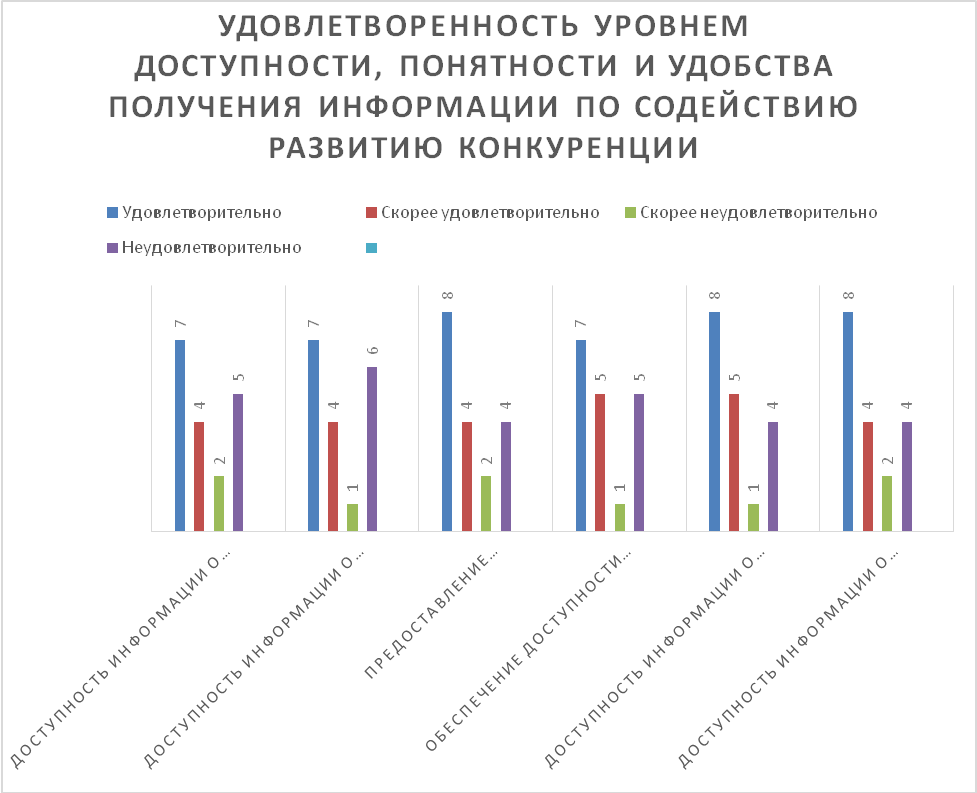 УДОВЛЕТВОРЕННОСТЬ УРОВНЕМ
ДОСТУПНОСТИ, ПОНЯТНОСТИ И УДОБСТВА
ПОЛУЧЕНИЯ ИНФОРМАЦИИ ПО СОДЕЙСТВИЮ
РАЗВИТИЮ КОНКУРЕНЦИИ
Удовлетворительно Скорее удовлетворительно Скорее неудовлетворительно
Неудовлетворительно
7 4 2 5
7 4 1 6
8 4 2 4
7 5 1 5
8 5 1 4
8 4 2 4
ДОСТУПНОСТЬ ИНФОРМАЦИИ О...
ДОСТУПНОСТЬ ИНФОРМАЦИИ О...
ПРЕДОСТАВЛЕНИЕ...
ОБЕСПЕЧЕНИЕ ДОСТУПНОСТИ...
ДОСТУПНОСТЬ ИНФОРМАЦИИ О...
ДОСТУПНОСТЬ ИНФОРМАЦИИ О...